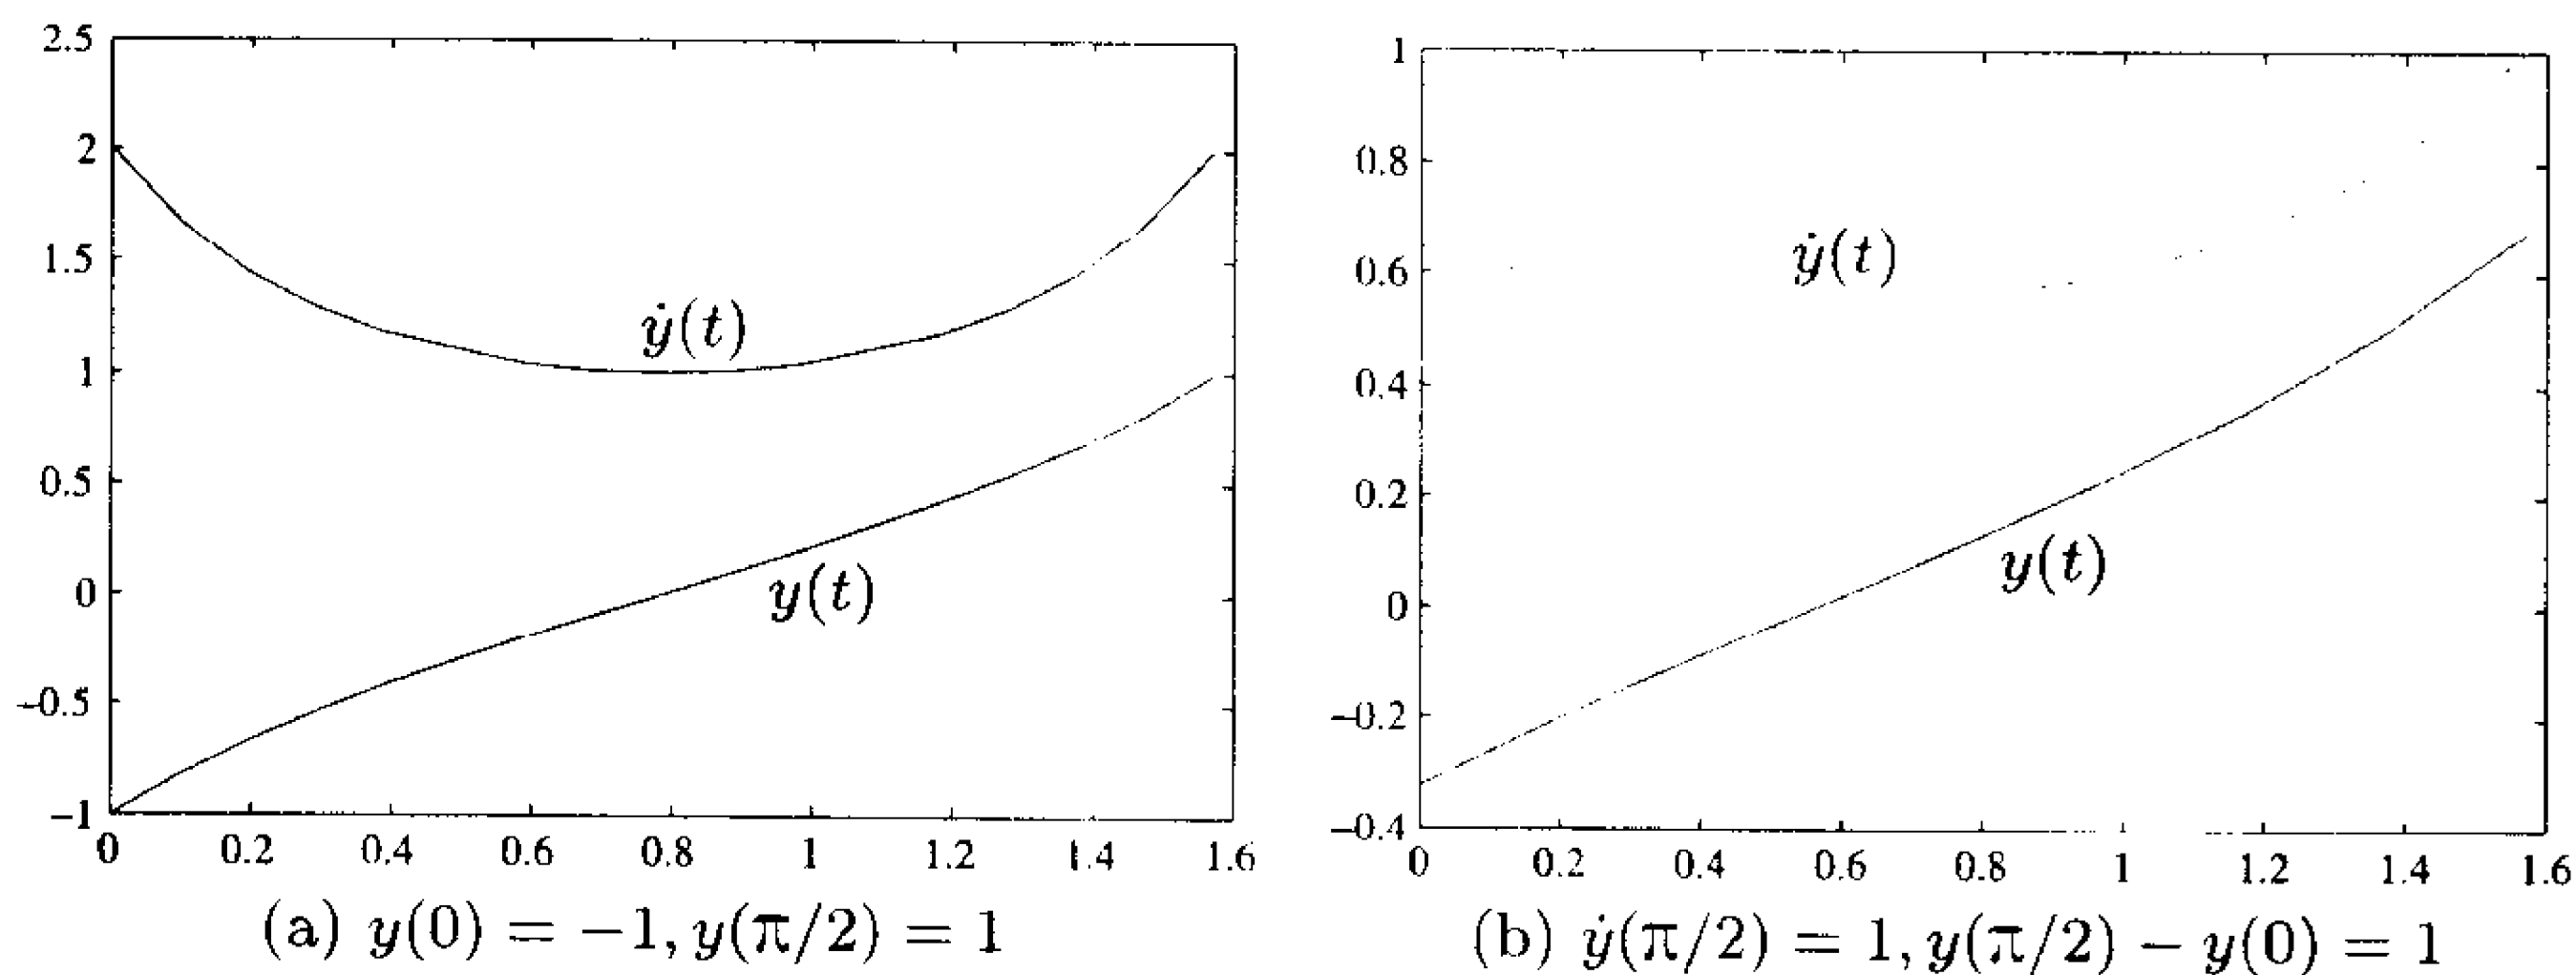 2.5
2
1.5
1
0.5
0
−0.5
−1
0 0.2 0.4 0.6 0.8 1 1.2 1.4 1.6
ẏ(t)
y(t)
(a) y(0) = −1, y(π/2) = 1
1
0.8
0.6
0.4
0.2
0
−0.2
−0.4
0 0.2 0.4 0.6 0.8 1 1.2 1.4 1.6
ẏ(t)
y(t)
(b) ẏ(π/2) = 1, y(π/2) − y(0) = 1